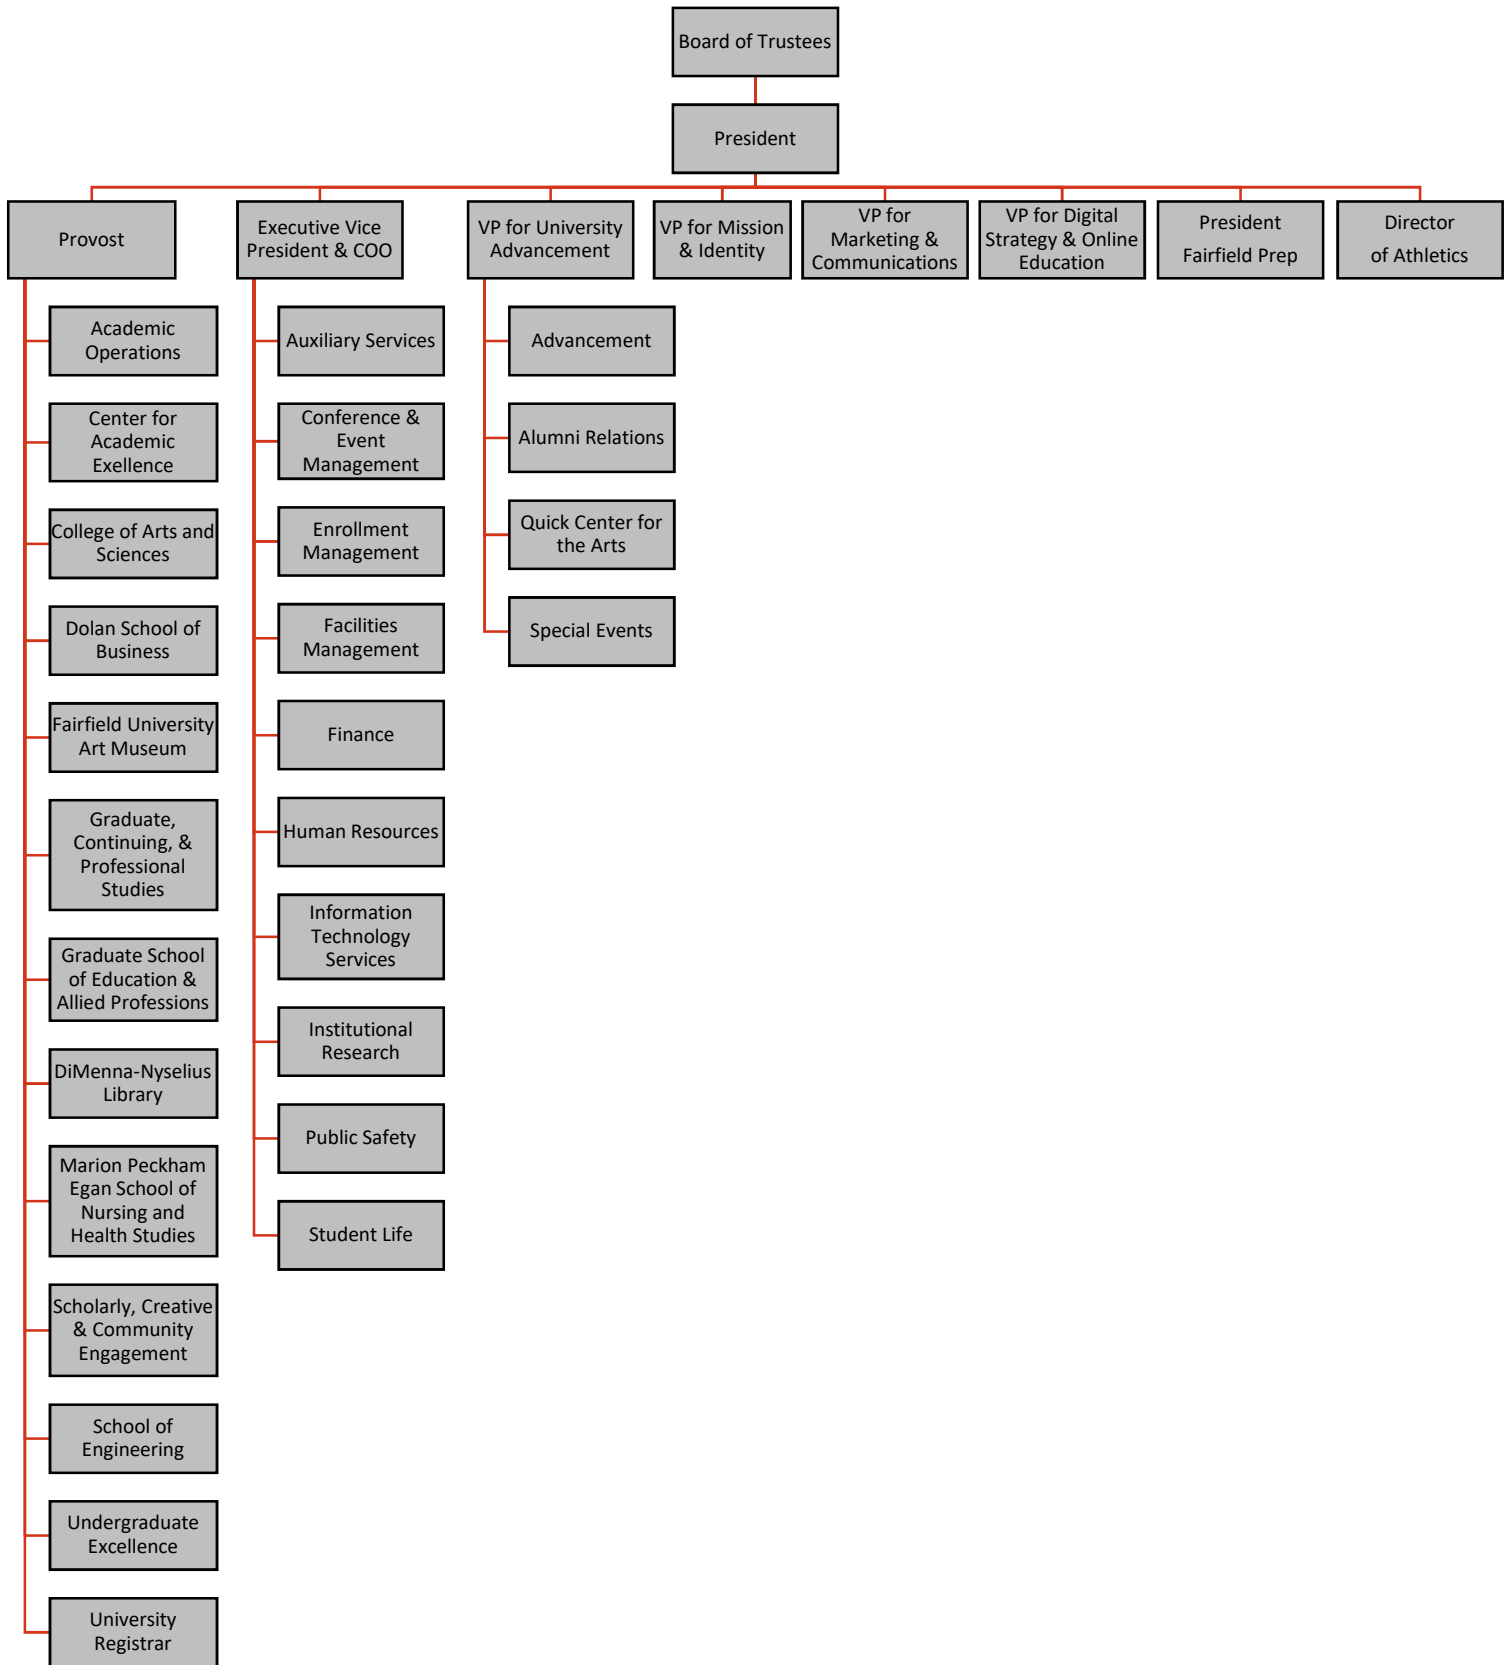 Board of Trustees
President
Provost
Executive Vice
President & COO
VP for University
Advancement
VP for Mission
& Identity
VP for
Marketing &
Communications
VP for Digital
Strategy & Online
Education
President
Fairfield Prep
Director
of Athletics
Academic
Operations
Center for
Academic
Exellence
College of Arts and
Sciences
Dolan School of
Business
Fairfield University
Art Museum
Graduate,
Continuing, &
Professional
Studies
Graduate School
of Education &
Allied Professions
DiMenna-Nyselius
Library
Marion Peckham
Egan School of
Nursing and
Health Studies
Scholarly, Creative
& Community
Engagement
School of
Engineering
Undergraduate
Excellence
University
Registrar
Auxiliary Services
Conference &
Event
Management
Enrollment
Management
Facilities
Management
Finance
Human Resources
Information
Technology
Services
Institutional
Research
Public Safety
Student Life
Advancement
Alumni Relations
Quick Center for
the Arts
Special Events